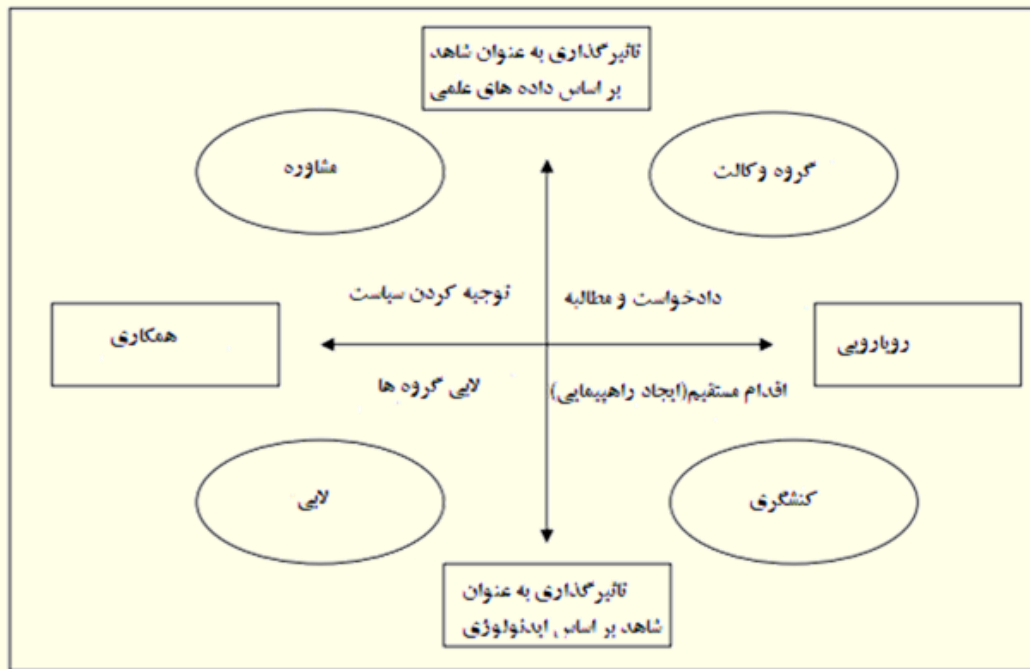 تاثیرگذاری به عنوان شاهد
بر اساس داده های علمی
گروه وکالت
مشاوره
دادخواست و مطالبه
توجیه کردن سیاست
رویارویی
همکاری
اقدام مستقیم(ایجاد راهپیمایی)
لابی گروه ها
کنشگری
لابی
تاثیرگذاری به عنوان
شاهد بر اساس ایدئولوژی